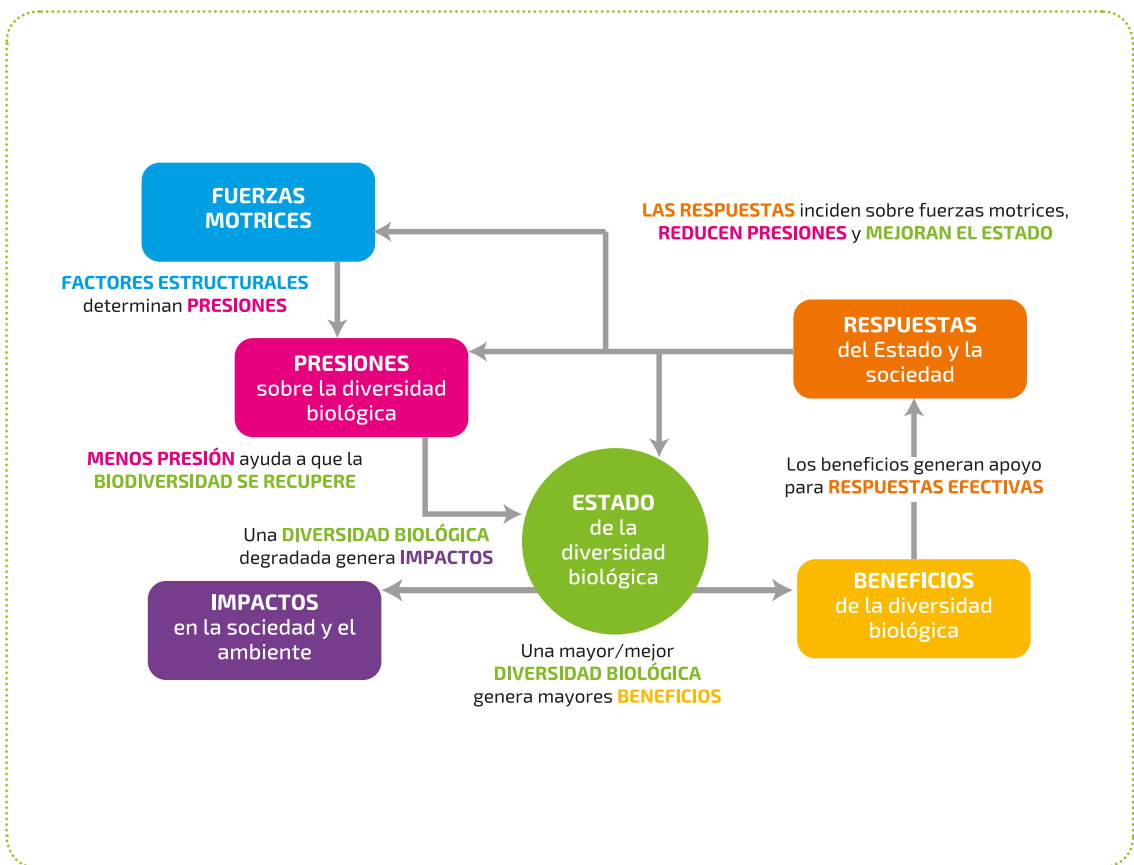 FUERZAS
MOTRICES
LAS RESPUESTAS inciden sobre fuerzas motrices,
REDUCEN PRESIONES y MEJORAN EL ESTADO
FACTORES ESTRUCTURALES
determinan PRESIONES
RESPUESTAS
del Estado y la
sociedad
PRESIONES
sobre la diversidad
biológica
MENOS PRESIÓN ayuda a que la
BIODIVERSIDAD SE RECUPERE
Los beneficios generan apoyo
para RESPUESTAS EFECTIVAS
ESTADO
de la
diversidad
biológica
Una DIVERSIDAD BIOLÓGICA
degradada genera IMPACTOS
IMPACTOS
en la sociedad y el
ambiente
BENEFICIOS
de la diversidad
biológica
Una mayor/mejor
DIVERSIDAD BIOLÓGICA
genera mayores BENEFICIOS